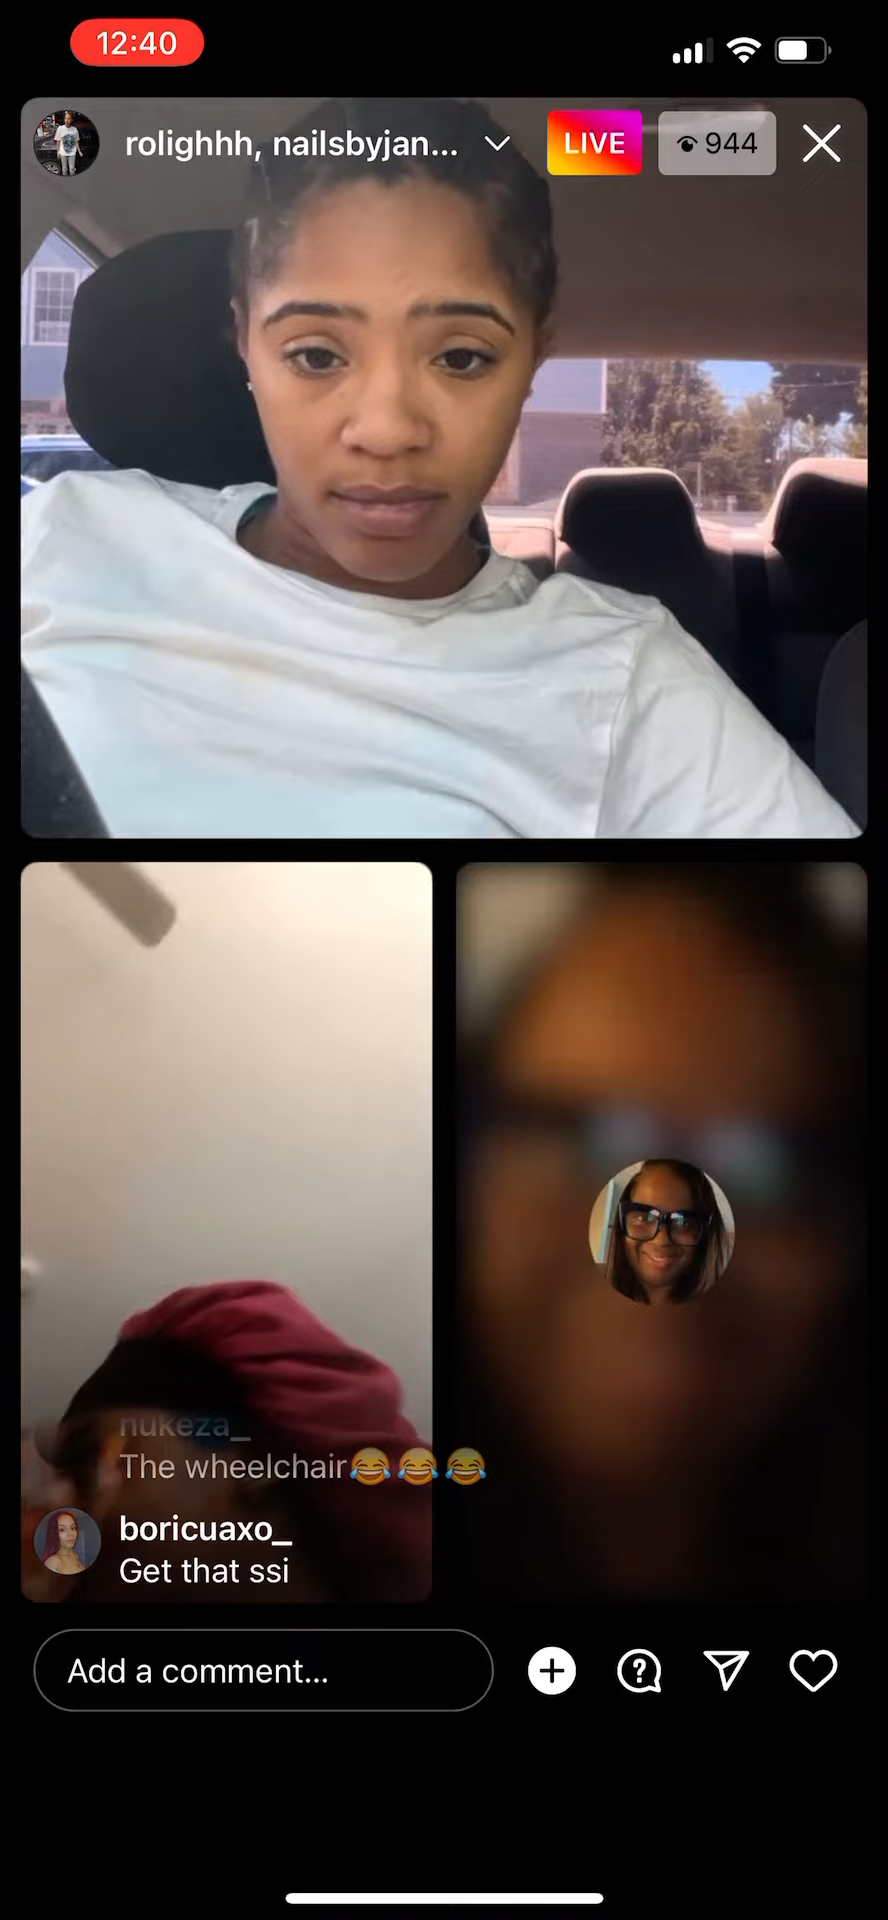 12:40
rolighhh, nailsbyjan...
LIVE
944
nukeza_
The wheelchair😂😂😂
boricuaxo_
Get that ssi
Add a comment...